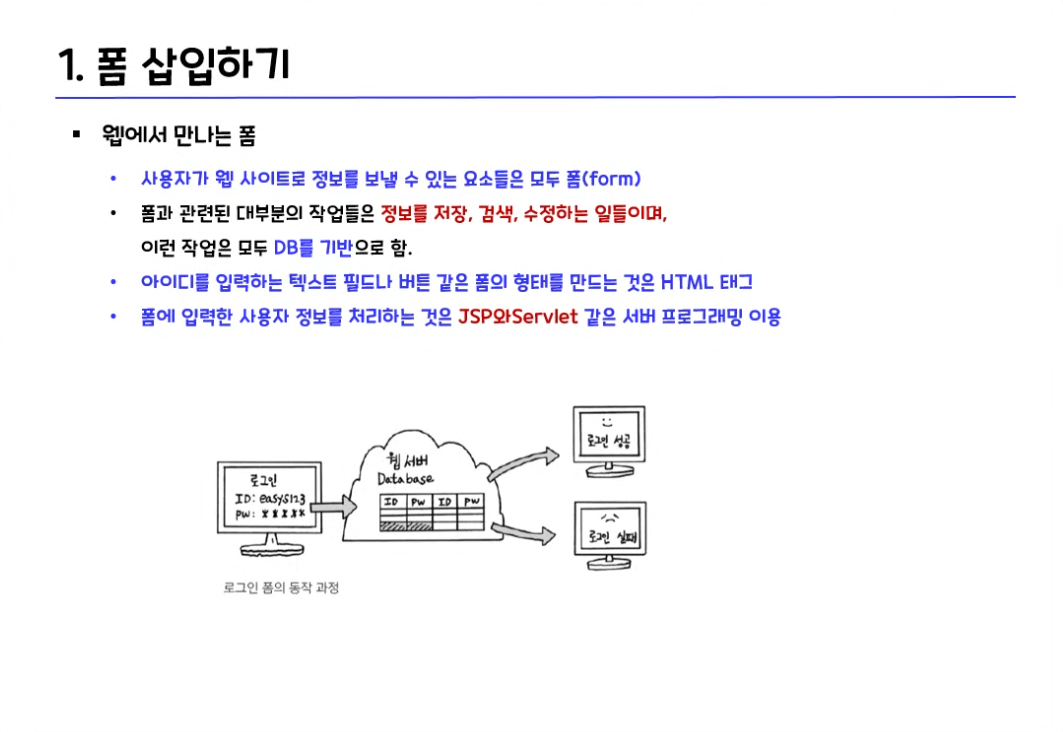 1. 폼 삽입하기
▪ 웹에서 만나는 폼
• 사용자가 웹 사이트로 정보를 보낼 수 있는 요소들은 모두 폼(form)
• 폼과 관련된 대부분의 작업들은 정보를 저장, 검색, 수정하는 일들이며,
이런 작업은 모두 DB를 기반으로 함.
• 아이디를 입력하는 텍스트 필드나 버튼 같은 폼의 형태를 만드는 것은 HTML 태그
• 폼에 입력한 사용자 정보를 처리하는 것은 JSP와Servlet 같은 서버 프로그래밍 이용
로그인
ID: easys123
PW: *****
웹 서버
Database
ID PW ID PW
로그인 성공
로그인 실패
로그인 폼의 동작 과정